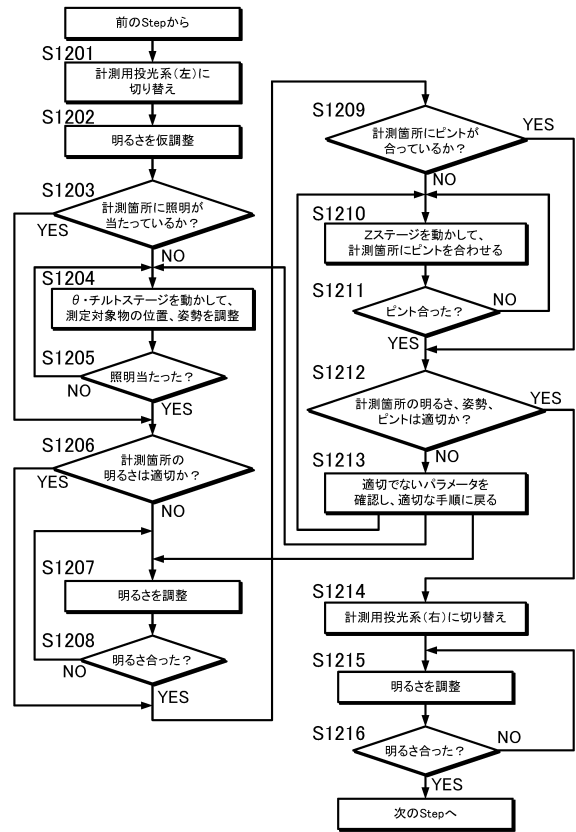 前のStepから
S1201
計測用投光系(左)に
切り替え
S1202
明るさを仮調整
S1203
計測箇所に照明が
当たっているか?
YES
NO
S1204
θ・チルトステージを動かして、
測定対象物の位置、姿勢を調整
S1205
照明当たった?
NO
YES
S1206
計測箇所の
明るさは適切か?
YES
NO
S1207
明るさを調整
S1208
明るさ合った?
NO
YES
S1209
計測箇所にピントが
合っているか?
YES
NO
S1210
Zステージを動かして、
計測箇所にピントを合わせる
S1211
ピント合った?
NO
YES
S1212
計測箇所の明るさ、姿勢、
ピントは適切か?
YES
NO
S1213
適切でないパラメータを
確認し、適切な手順に戻る
S1214
計測用投光系(右)に切り替え
S1215
明るさを調整
S1216
明るさ合った?
NO
YES
次のStepへ